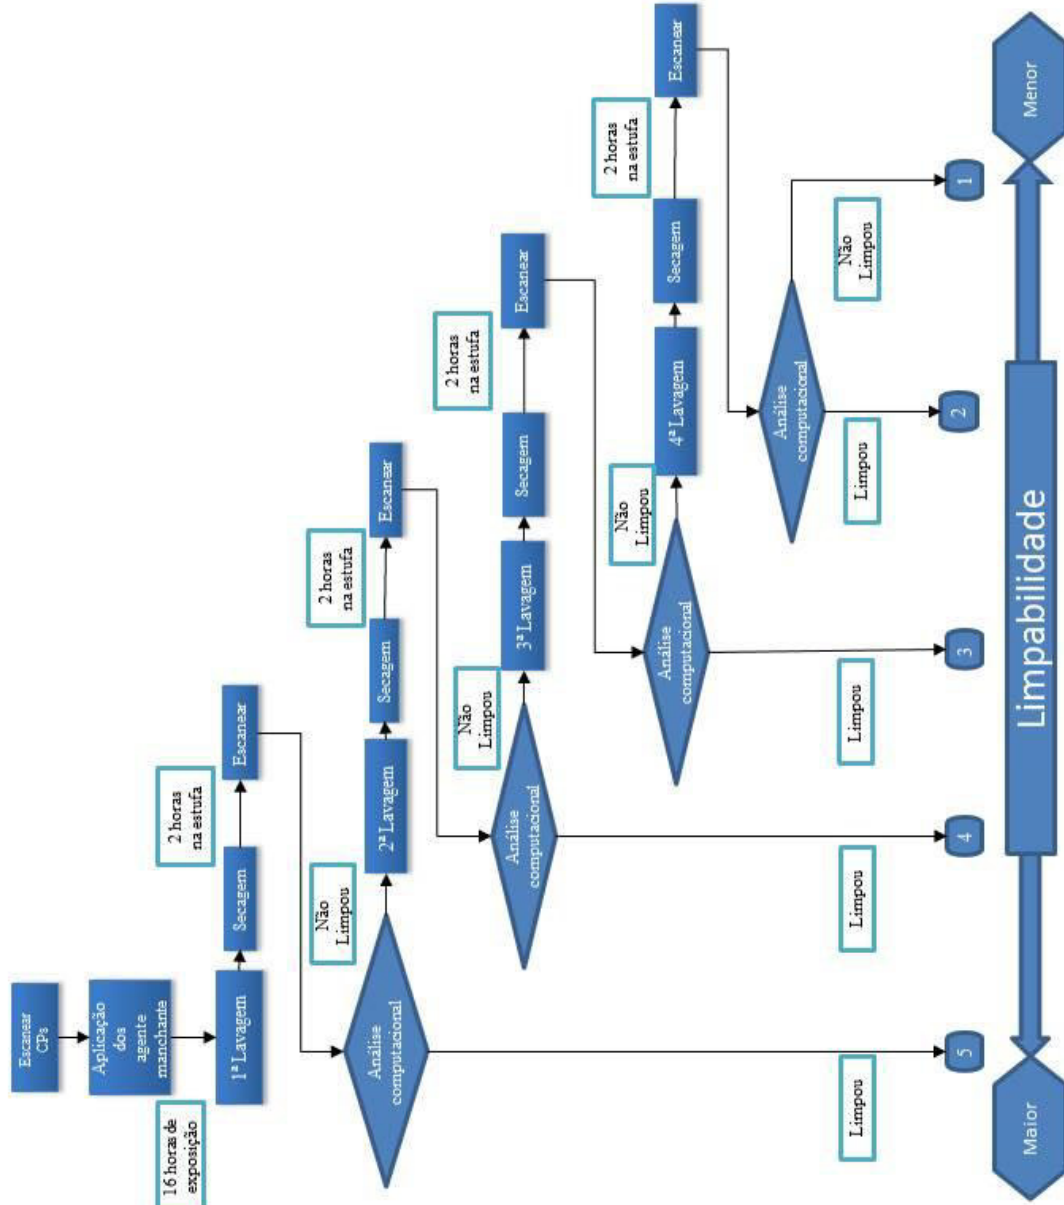 Escanear
CPs
Aplicação
dos
agente
manchante
16 horas de
exposição
1ª Lavagem
Secagem
2 horas
na estufa
Escanear
Análise
computacional
Não
Limpou
2ª Lavagem
Secagem
2 horas
na estufa
Escanear
Análise
computacional
Não
Limpou
3ª Lavagem
Secagem
2 horas
na estufa
Escanear
Análise
computacional
Não
Limpou
4ª Lavagem
Secagem
2 horas
na estufa
Escanear
Análise
computacional
Limpou
Limpou
Limpou
Limpou
Não
Limpou
5
4
3
2
1
Maior
Limpabilidade
Menor